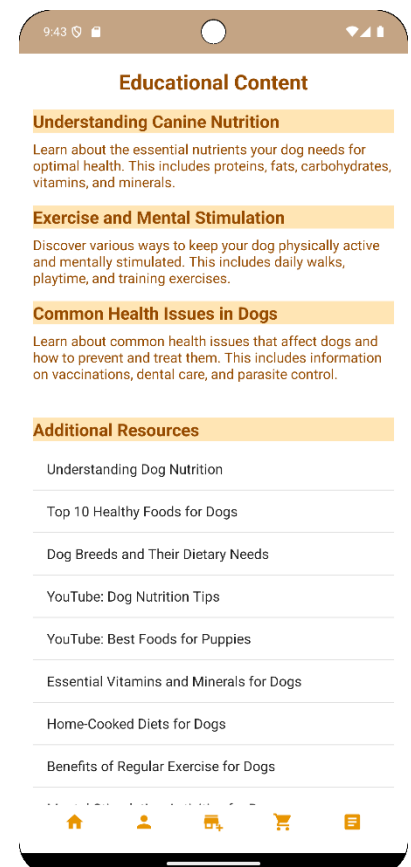 9:43
Educational Content
Understanding Canine Nutrition
Learn about the essential nutrients your dog needs for
optimal health. This includes proteins, fats, carbohydrates,
vitamins, and minerals.
Exercise and Mental Stimulation
Discover various ways to keep your dog physically active
and mentally stimulated. This includes daily walks,
playtime, and training exercises.
Common Health Issues in Dogs
Learn about common health issues that affect dogs and
how to prevent and treat them. This includes information
on vaccinations, dental care, and parasite control.
Additional Resources
Understanding Dog Nutrition
Top 10 Healthy Foods for Dogs
Dog Breeds and Their Dietary Needs
YouTube: Dog Nutrition Tips
YouTube: Best Foods for Puppies
Essential Vitamins and Minerals for Dogs
Home-Cooked Diets for Dogs
Benefits of Regular Exercise for Dogs